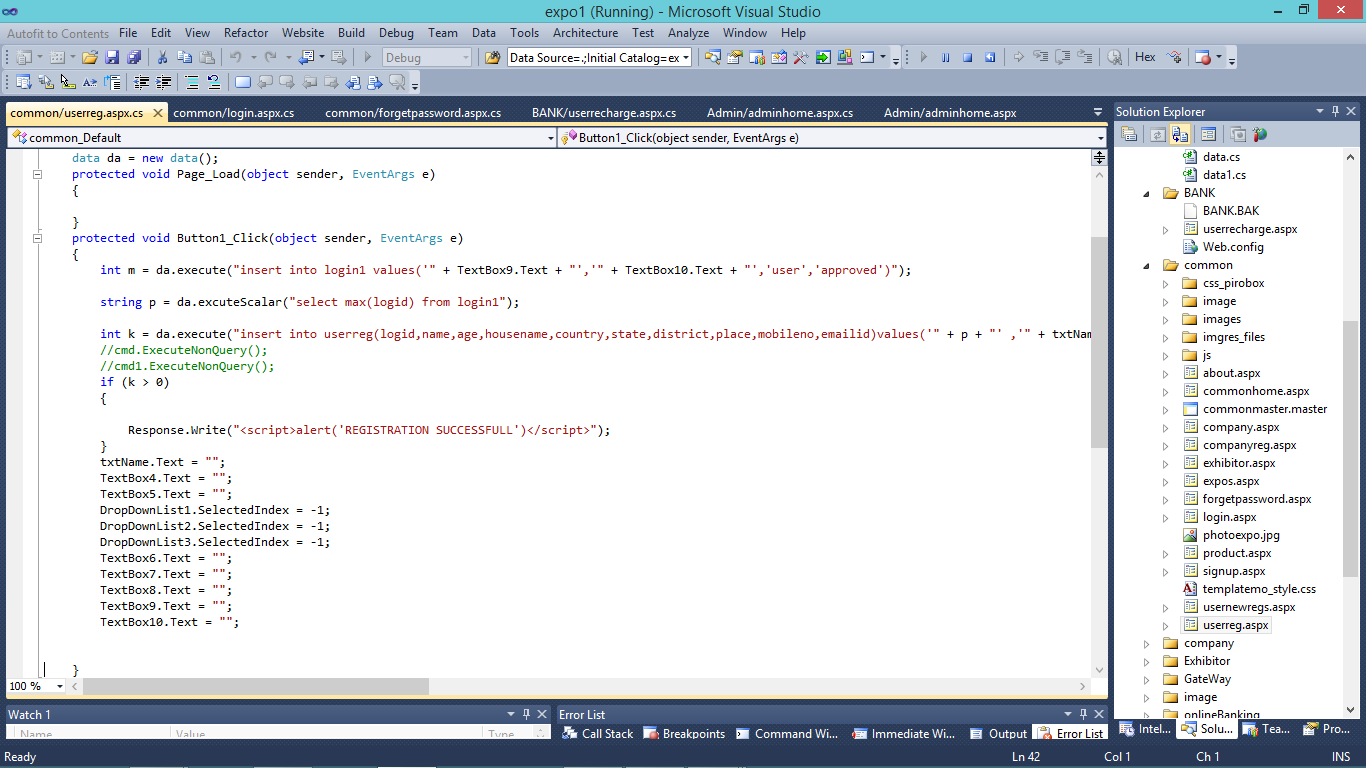 expo1 (Running) - Microsoft Visual Studio
Autofit to Contents File Edit View Refactor Website Build Debug Team Data Tools Architecture Test Analyze Window Help
Debug Data Source=.;Initial Catalog=ex Hex
common/userreg.aspx.cs common/login.aspx.cs common/forgetpassword.aspx.cs BANK/userrecharge.aspx.cs Admin/adminhome.aspx.cs Admin/adminhome.aspx
common_Default Button1_Click(object sender, EventArgs e)
data da = new data();
protected void Page_Load(object sender, EventArgs e)
{
}
protected void Button1_Click(object sender, EventArgs e)
{
int m = da.execute("insert into login1 values('" + TextBox9.Text + "','" + TextBox10.Text + "','user','approved')");
string p = da.excuteScalar("select max(logid) from login1");
int k = da.execute("insert into userreg(logid,name,age,housename,country,state,district,place,mobileno,emailid)values('" + p + "' ,'" + txtNam
//cmd.ExecuteNonQuery();
//cmd1.ExecuteNonQuery();
if (k > 0)
{
Response.Write("<script>alert('REGISTRATION SUCCESSFULL')</script>");
}
txtName.Text = "";
TextBox4.Text = "";
TextBox5.Text = "";
DropDownList1.SelectedIndex = -1;
DropDownList2.SelectedIndex = -1;
DropDownList3.SelectedIndex = -1;
TextBox6.Text = "";
TextBox7.Text = "";
TextBox8.Text = "";
TextBox9.Text = "";
TextBox10.Text = "";
}
100 %
Solution Explorer
data.cs
data1.cs
BANK
BANK.BAK
userrecharge.aspx
Web.config
common
css_pirobox
image
images
imgres_files
js
about.aspx
commonhome.aspx
commonmaster.master
company.aspx
companyreg.aspx
exhibitor.aspx
expos.aspx
forgetpassword.aspx
login.aspx
photoexpo.jpg
product.aspx
signup.aspx
templatemo_style.css
usernewregs.aspx
userreg.aspx
company
Exhibitor
GateWay
image
onlineBanking
Intel... Solu... Tea... Pro...
Watch 1
Name Value Type
Error List
Call Stack Breakpoints Command Wi... Immediate Wi... Output Error List
Ready Ln 42 Col 1 Ch 1 INS